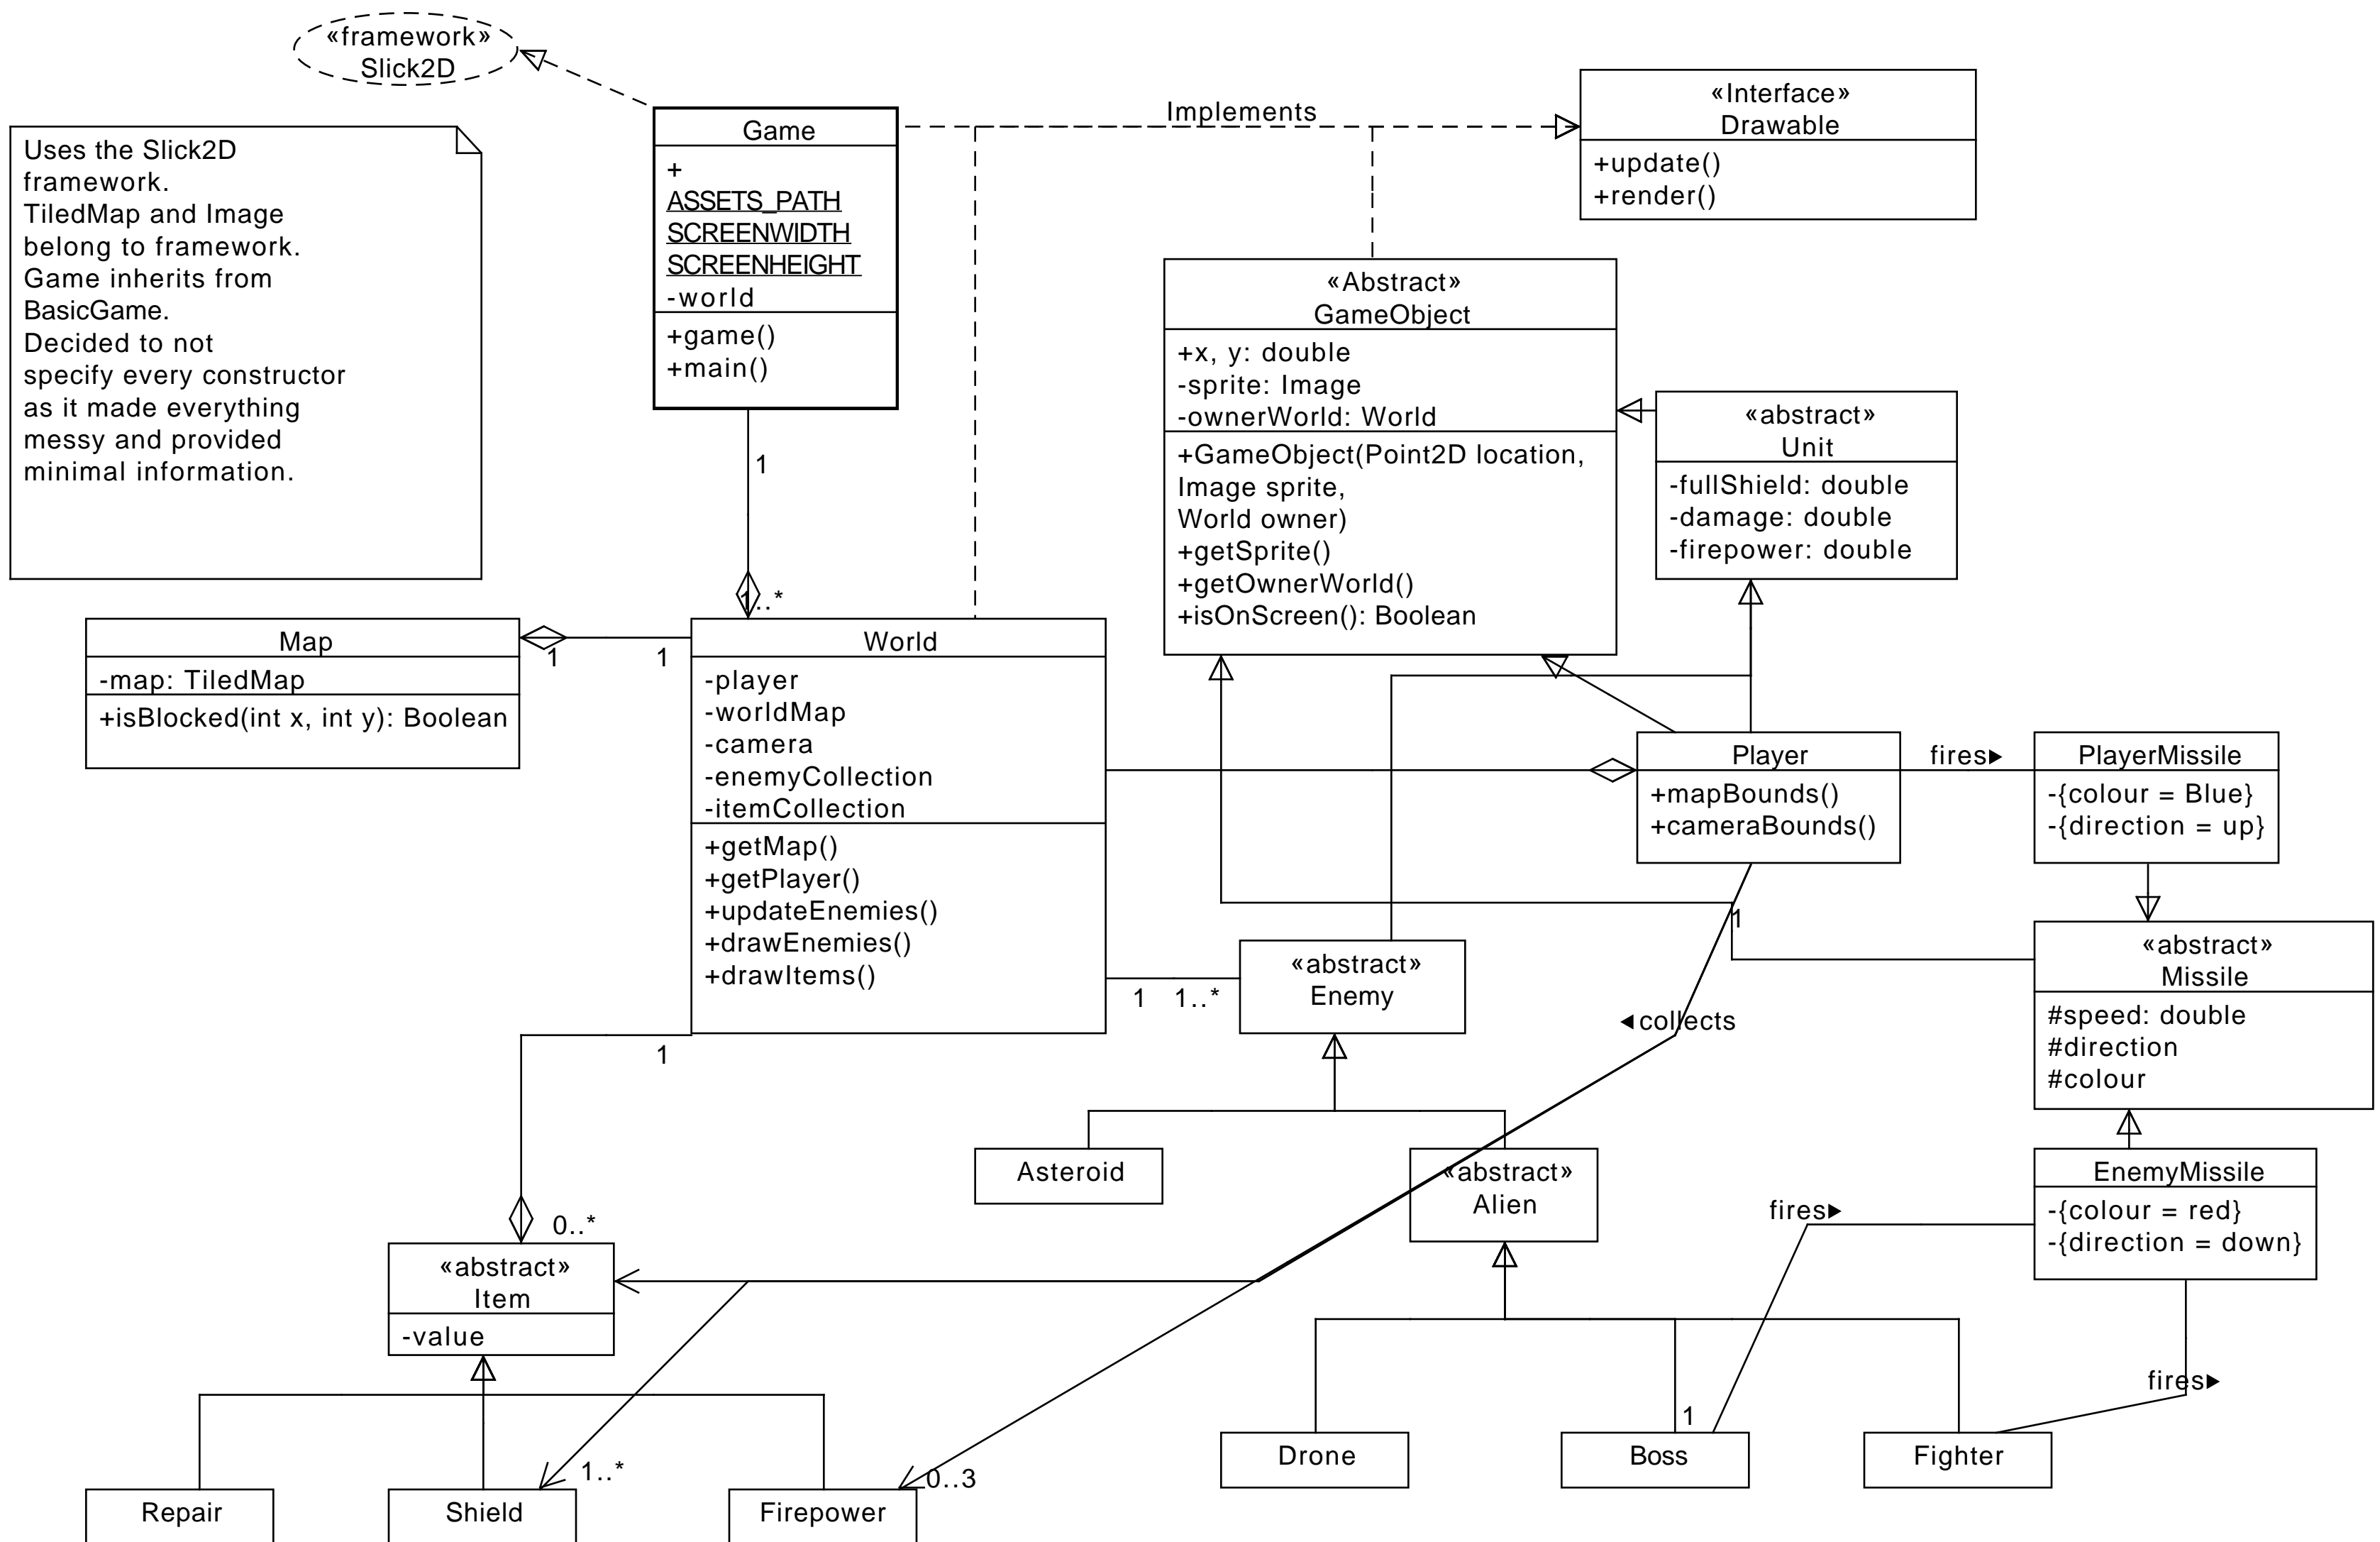 «framework»
Slick2D
Uses the Slick2D
framework.
TiledMap and Image
belong to framework.
Game inherits from
BasicGame.
Decided to not
specify every constructor
as it made everything
messy and provided
minimal information.
Game
+
ASSETS_PATH
SCREENWIDTH
SCREENHEIGHT
-world
+game()
+main()
Implements
«Interface»
Drawable
+update()
+render()
«Abstract»
GameObject
+x, y: double
-sprite: Image
-ownerWorld: World
+GameObject(Point2D location,
Image sprite,
World owner)
+getSprite()
+getOwnerWorld()
+isOnScreen(): Boolean
«abstract»
Unit
-fullShield: double
-damage: double
-firepower: double
1
1..*
Map
-map: TiledMap
+isBlocked(int x, int y): Boolean
1
1
World
-player
-worldMap
-camera
-enemyCollection
-itemCollection
+getMap()
+getPlayer()
+updateEnemies()
+drawEnemies()
+drawItems()
Player
+mapBounds()
+cameraBounds()
fires►
PlayerMissile
-{colour = Blue}
-{direction = up}
1
«abstract»
Missile
#speed: double
#direction
#colour
«abstract»
Enemy
1
1..*
◄collects
1
0..*
Asteroid
«abstract»
Alien
EnemyMissile
-{colour = red}
-{direction = down}
fires►
fires►
«abstract»
Item
-value
1..*
0..3
1
Drone
Boss
Fighter
Repair
Shield
Firepower